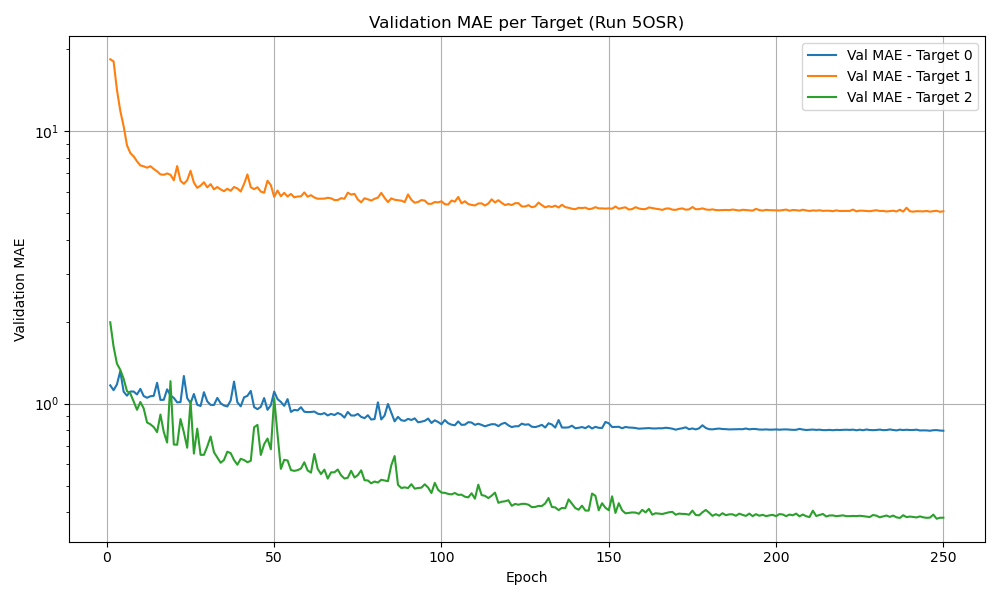 Validation MAE per Target (Run 5OSR)
Val MAE - Target 0
Val MAE - Target 1
Val MAE - Target 2
Validation MAE
10¹
10⁰
0 50 100 150 200 250
Epoch